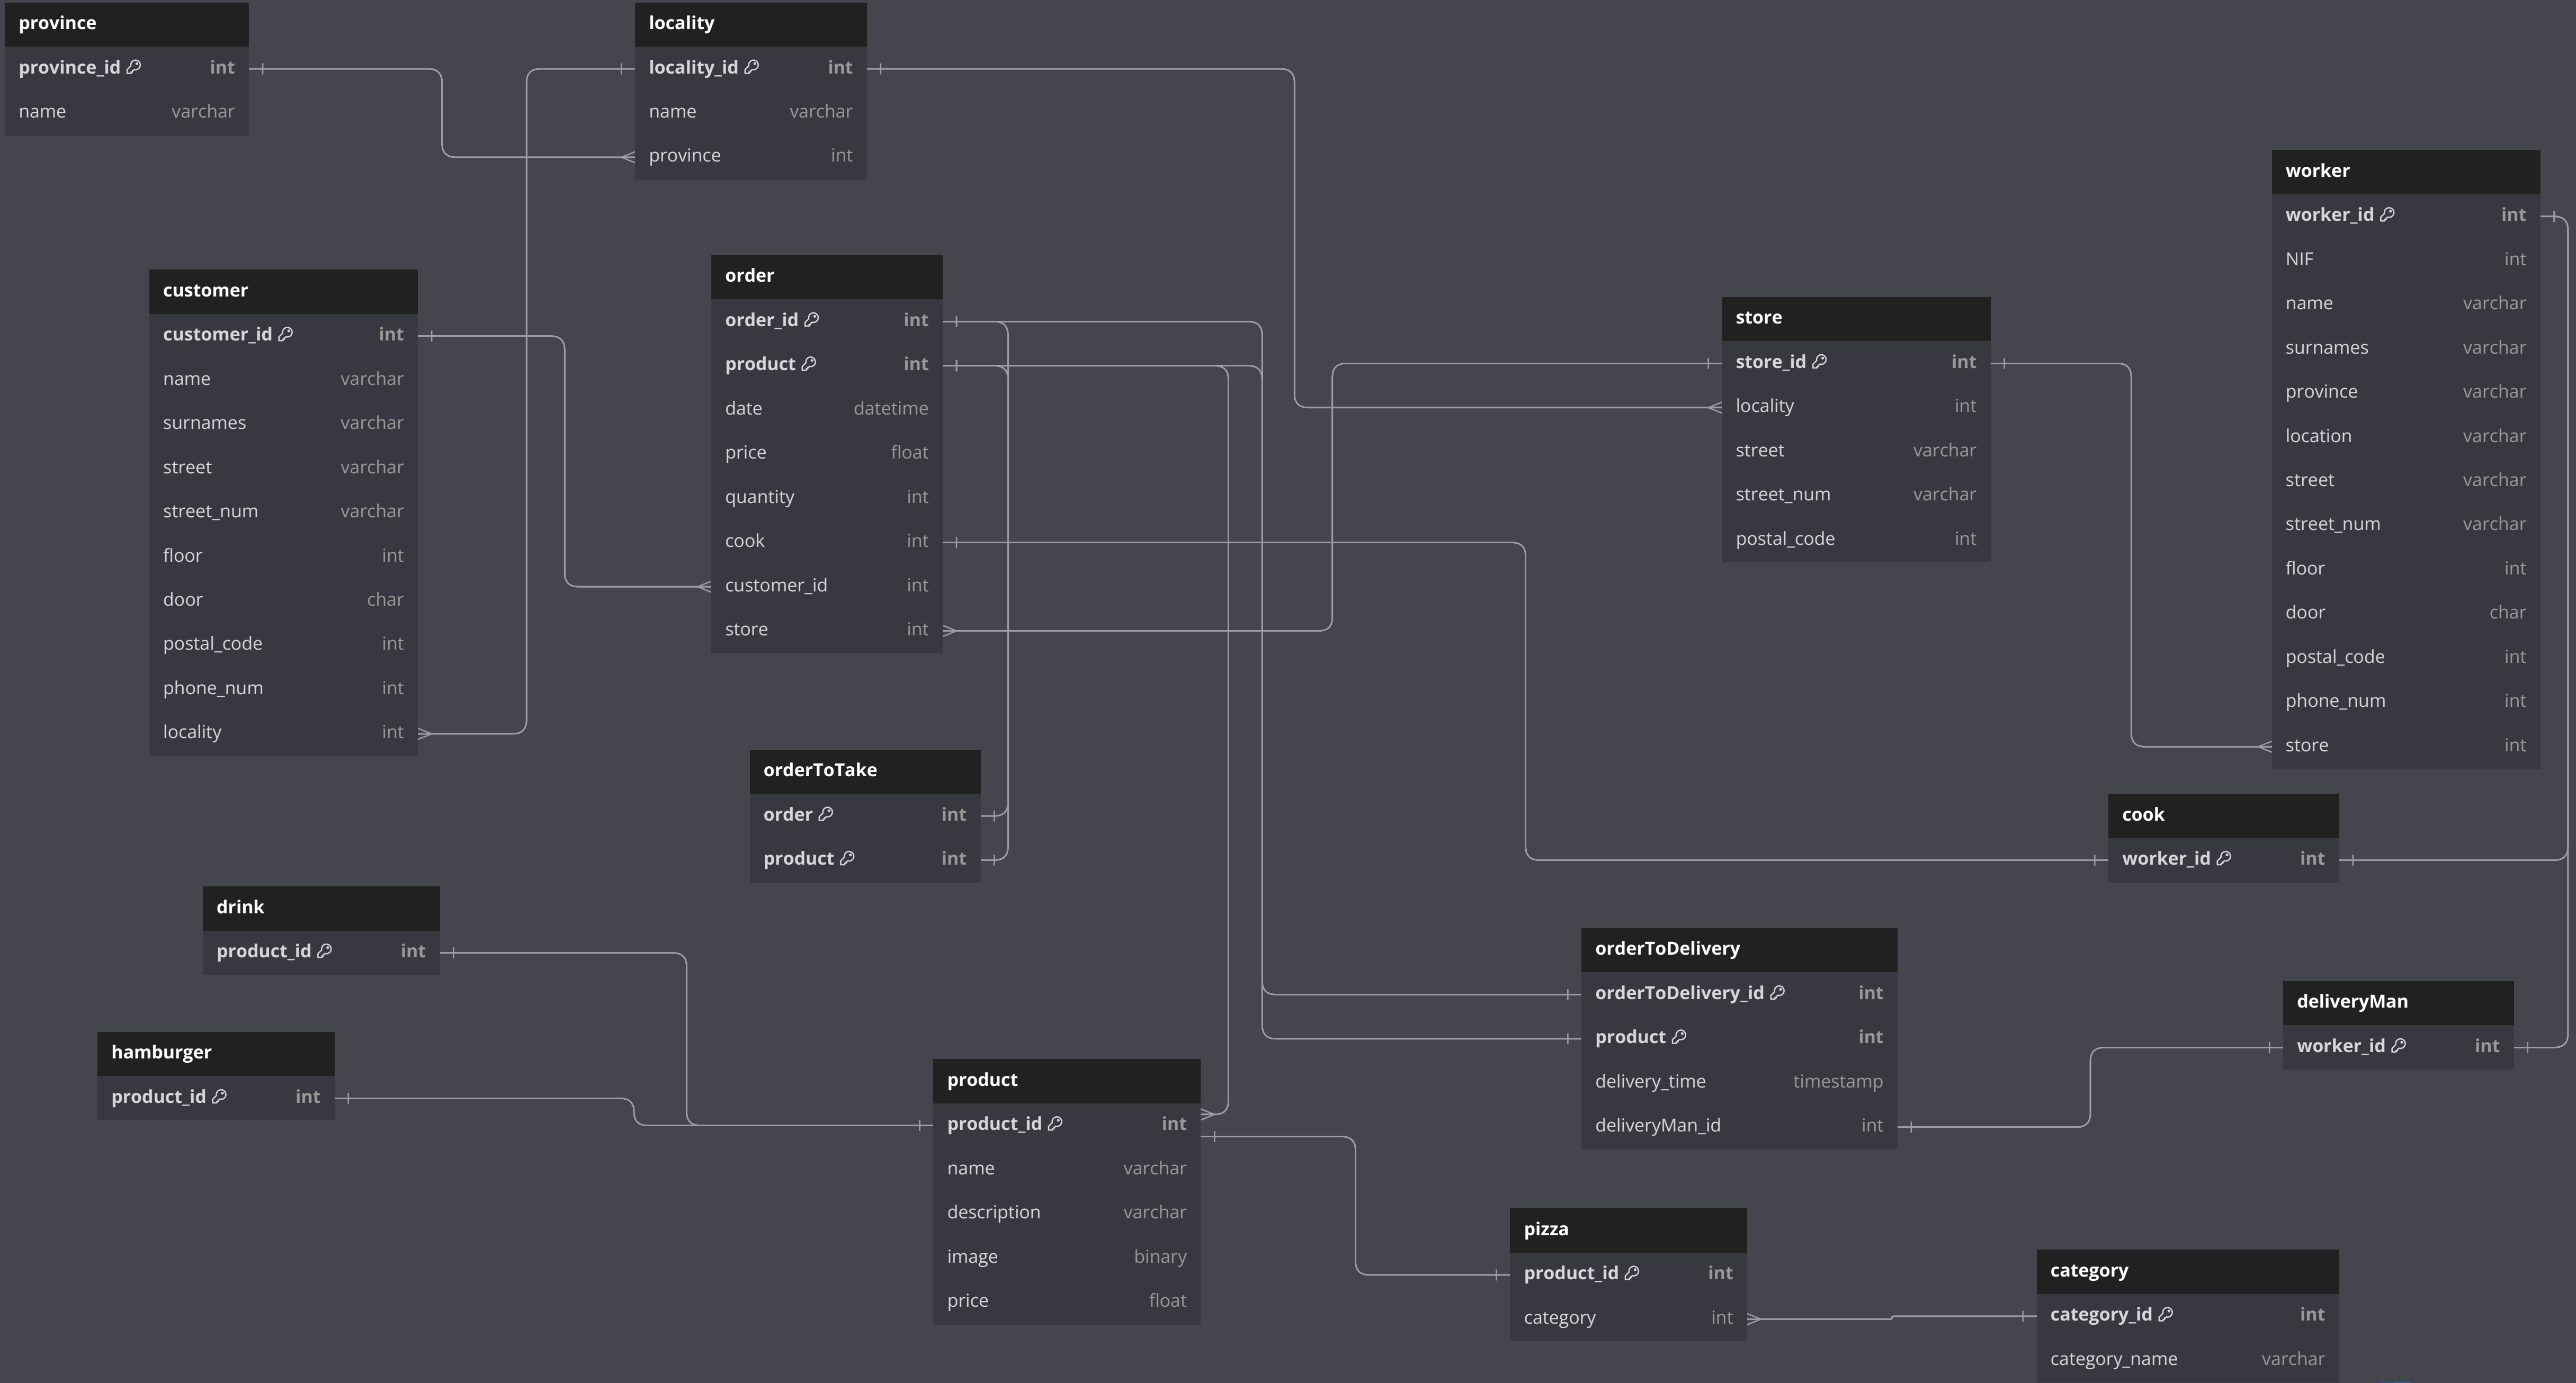 province
province_id int
name varchar
locality
locality_id int
name varchar
province int
worker
worker_id int
NIF int
name varchar
surnames varchar
province varchar
location varchar
street varchar
street_num varchar
floor int
door char
postal_code int
phone_num int
store int
customer
customer_id int
name varchar
surnames varchar
street varchar
street_num varchar
floor int
door char
postal_code int
phone_num int
locality int
order
order_id int
product int
date datetime
price float
quantity int
cook int
customer_id int
store int
store
store_id int
locality int
street varchar
street_num varchar
postal_code int
orderToTake
order int
product int
cook
worker_id int
drink
product_id int
orderToDelivery
orderToDelivery_id int
product int
delivery_time timestamp
deliveryMan_id int
deliveryMan
worker_id int
hamburger
product_id int
product
product_id int
name varchar
description varchar
image binary
price float
pizza
product_id int
category int
category
category_id int
category_name varchar